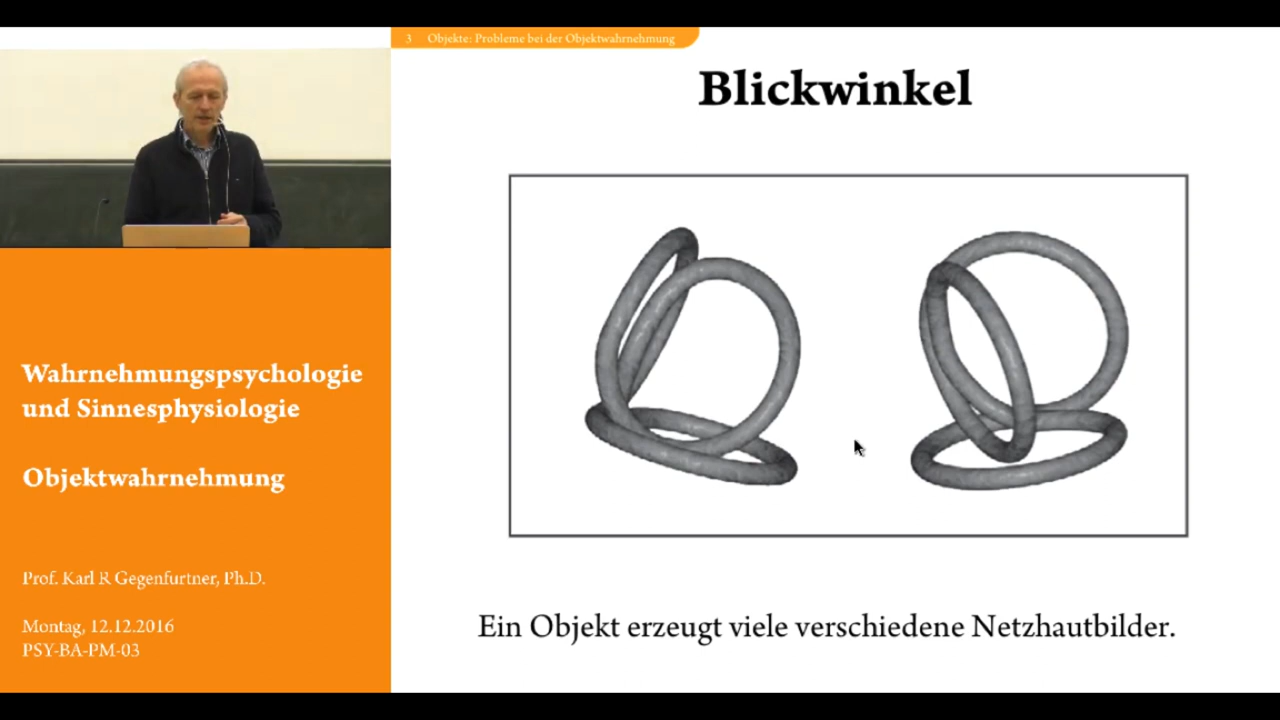 3 Objekte: Probleme bei der Objektwahrnehmung
Blickwinkel
Ein Objekt erzeugt viele verschiedene Netzhautbilder.
Wahrnehmungspsychologie
und Sinnesphysiologie
Objektwahrnehmung
Prof. Karl R Gegenfurtner, Ph.D.
Montag, 12.12.2016
PSY-BA-PM-03